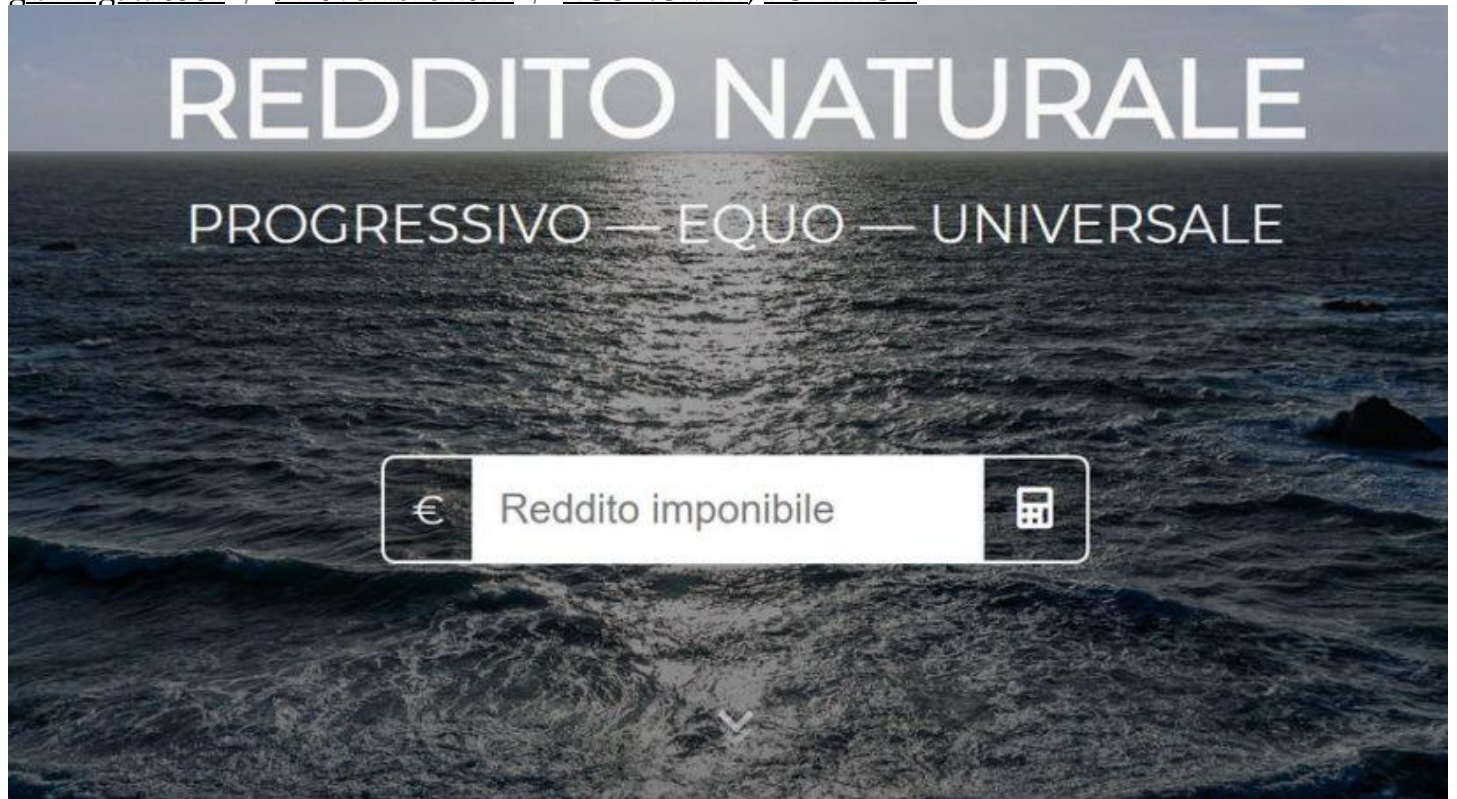 REDDITO NATURALE
PROGRESSIVO — EQUO — UNIVERSALE
€ Reddito imponibile